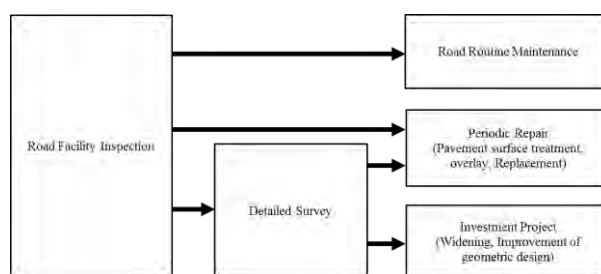 Road Facility Inspection
Road Routine Maintenance
Periodic Repair
(Pavement surface treatment,
overlay, Replacement)
Detailed Survey
Investment Project
(Widening, Improvement of
geometric design)